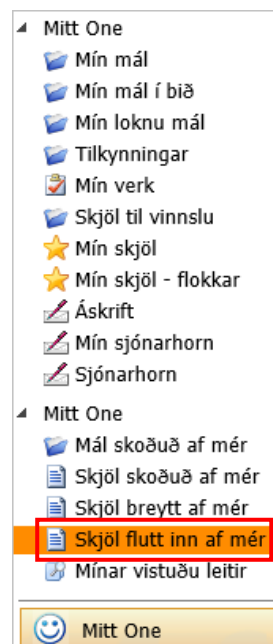 Mitt One
Mín mál
Mín mál í bið
Mín loknu mál
Tilkynningar
Mín verk
Skjöl til vinnslu
Mín skjöl
Mín skjöl - flokkar
Áskrift
Mín sjónarhorn
Sjónarhorn
Mitt One
Mál skoðuð af mér
Skjöl skoðuð af mér
Skjöl breytt af mér
Skjöl flutt inn af mér
Mínar vistuðu leitir
Mitt One